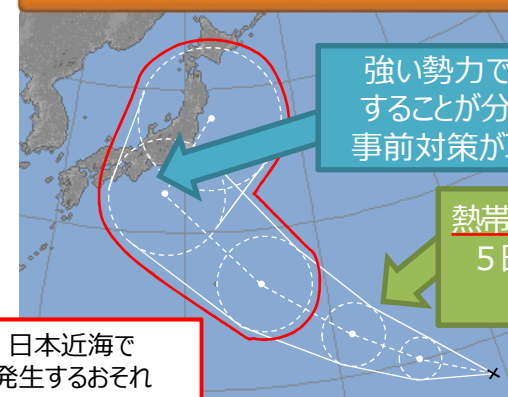 強い勢力で
することが分
事前対策が
熱帯
５日
日本近海で
発生するおそれ